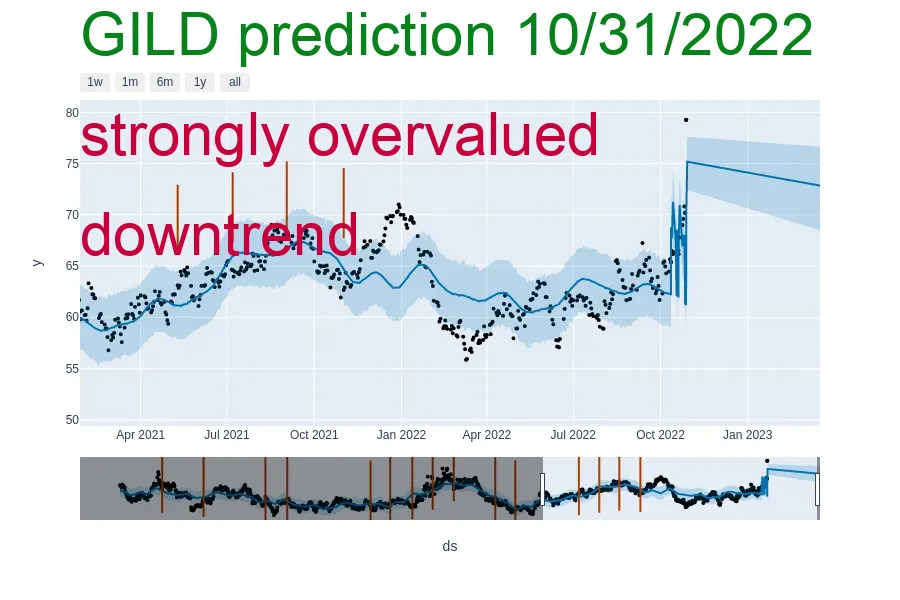 GILD prediction 10/31/2022
1w 1m 6m 1y all
strongly overvalued
downtrend
80
75
70
65
60
55
50
y
Apr 2021 Jul 2021 Oct 2021 Jan 2022 Apr 2022 Jul 2022 Oct 2022 Jan 2023
ds